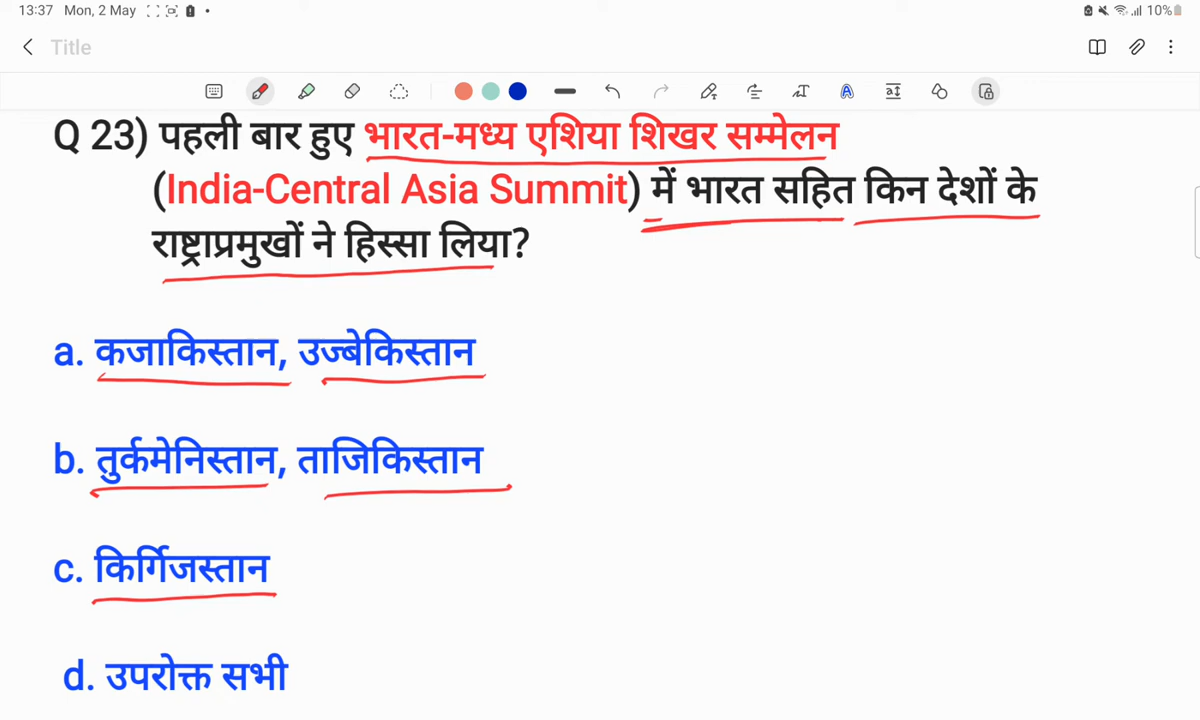 13:37 Mon, 2 May
10%
Title
Q 23) पहली बार हुए भारत-मध्य एशिया शिखर सम्मेलन
(India-Central Asia Summit) में भारत सहित किन देशों के
राष्ट्राप्रमुखों ने हिस्सा लिया?
a. कजाकिस्तान, उज्बेकिस्तान
b. तुर्कमेनिस्तान, ताजिकिस्तान
c. किर्गिजस्तान
d. उपरोक्त सभी